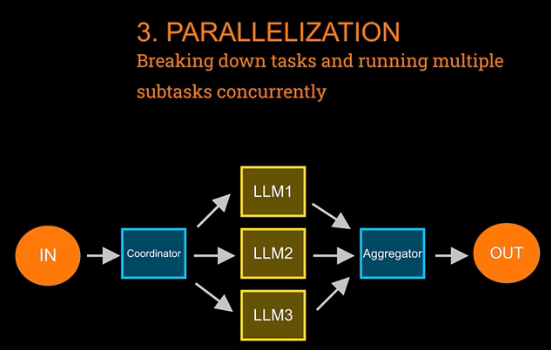 3. PARALLELIZATION
Breaking down tasks and running multiple
subtasks concurrently
LLM1
IN
Coordinator
LLM2
Aggregator
OUT
LLM3